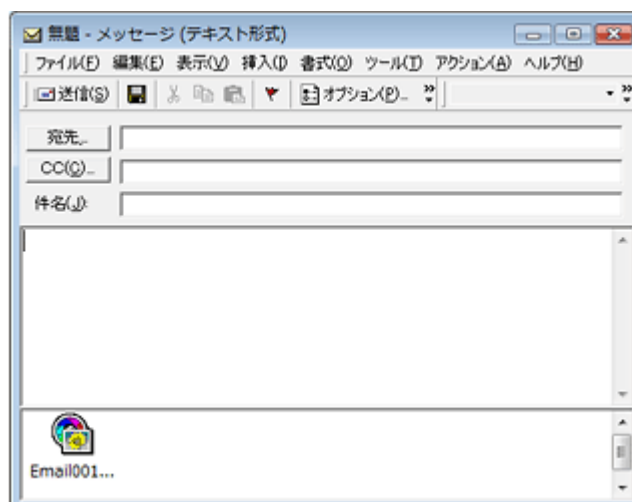 無題 - メッセージ (テキスト形式)
ファイル(F) 編集(E) 表示(V) 挿入(I) 書式(O) ツール(T) アクション(A) ヘルプ(H)
送信(S) オプション(P)...
宛先...
CC(C)...
件名(J):
Email001...